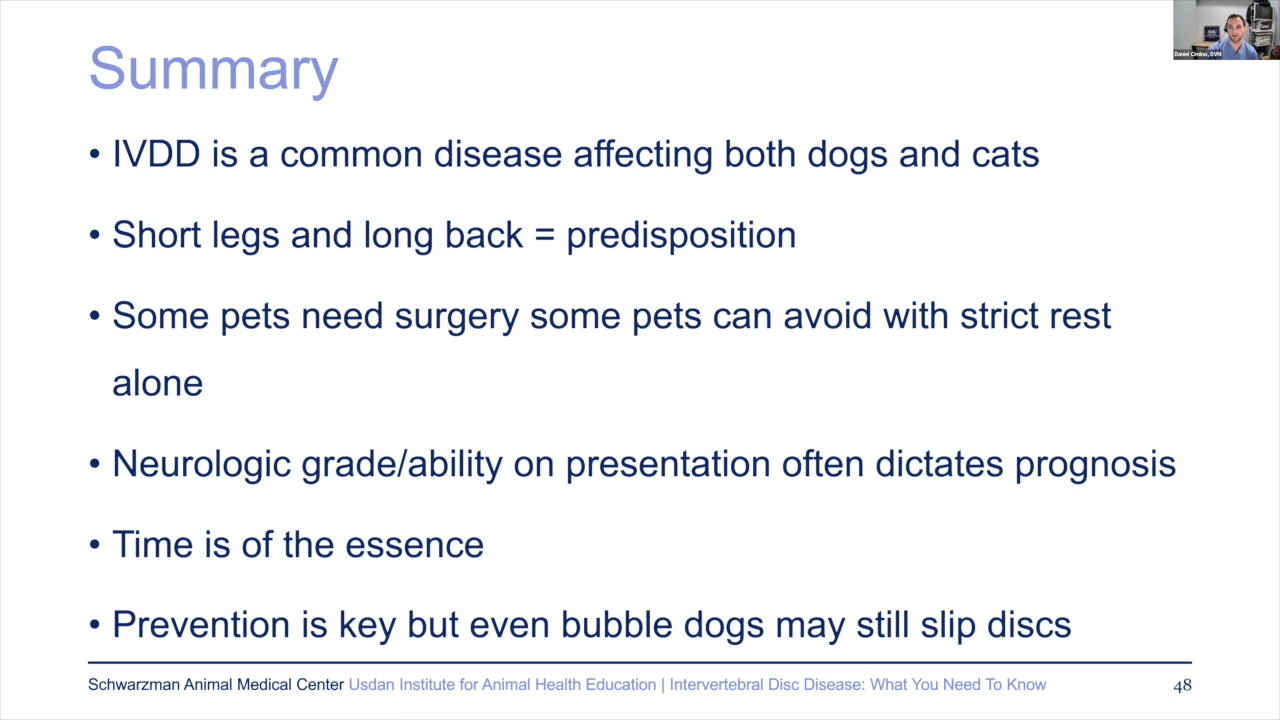 Daniel Cimino, DVM
Summary
• IVDD is a common disease affecting both dogs and cats
• Short legs and long back = predisposition
• Some pets need surgery some pets can avoid with strict rest
alone
• Neurologic grade/ability on presentation often dictates prognosis
• Time is of the essence
• Prevention is key but even bubble dogs may still slip discs
Schwarzman Animal Medical Center Usdan Institute for Animal Health Education | Intervertebral Disc Disease: What You Need To Know 48